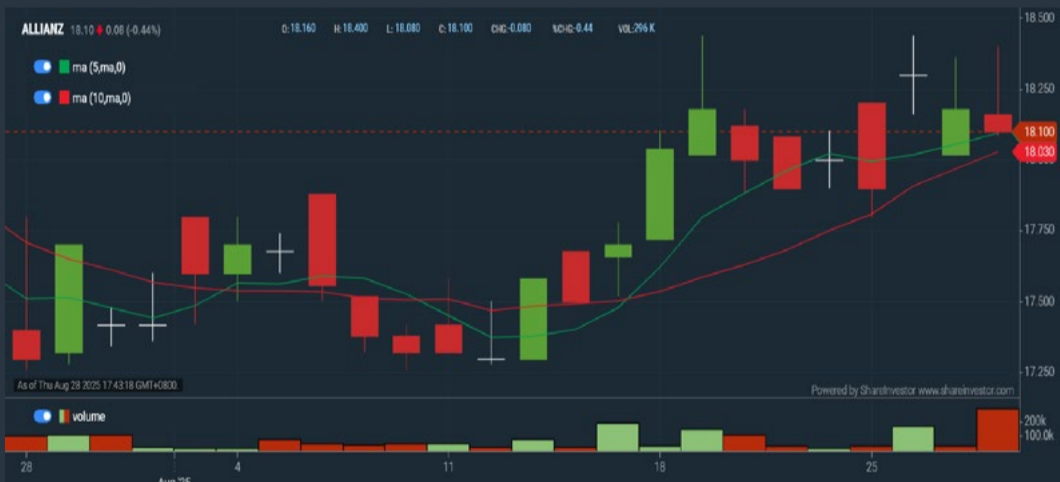 ALLIANZ 18.10 0.08 (-0.44%) O:18.160 H:18.400 L: 18.080 C: 18.100 CHG:-0.080 %CHG:-0.44 VOL:296 K
ma (5,ma,0)
ma (10,ma,0)
18.500
18.250
18.100
18.030
17.750
17.500
17.250
As of Thu Aug 28 2025 17:43:18 GMT+0800.
Powered by ShareInvestor www.shareinvestor.com
volume
200k
100.0k
28 4 11 18 25